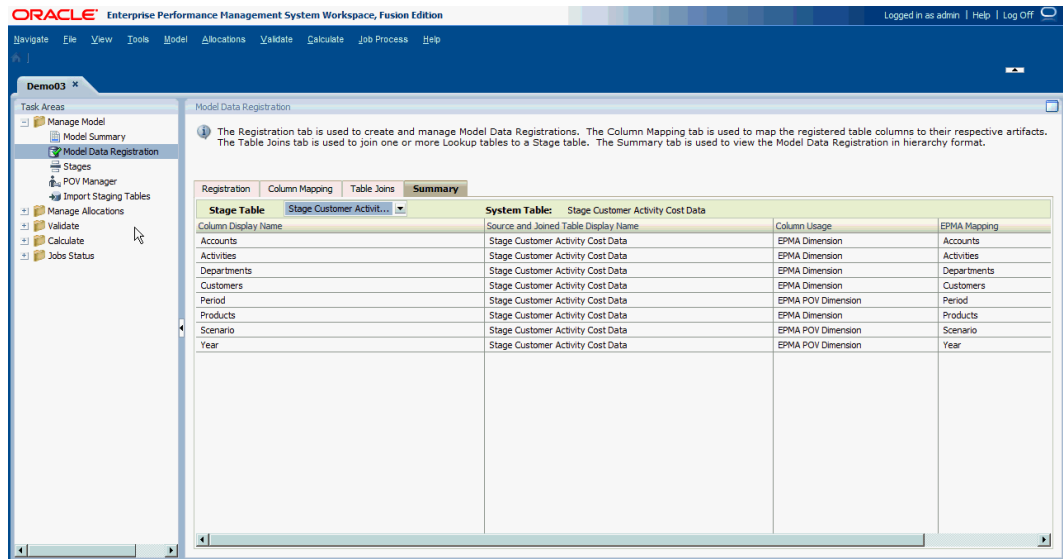 ORACLE Enterprise Performance Management System Workspace, Fusion Edition
Logged in as admin | Help | Log Off
Navigate File View Tools Model Allocations Validate Calculate Job Process Help
Demo03 ×
Task Areas
Manage Model
Model Summary
Model Data Registration
Stages
POV Manager
Import Staging Tables
Manage Allocations
Validate
Calculate
Jobs Status
Model Data Registration
The Registration tab is used to create and manage Model Data Registrations. The Column Mapping tab is used to map the registered table columns to their respective artifacts.
The Table Joins tab is used to join one or more Lookup tables to a Stage table. The Summary tab is used to view the Model Data Registration in hierarchy format.
Registration Column Mapping Table Joins Summary
Stage Table Stage Customer Activit... System Table: Stage Customer Activity Cost Data
Column Display Name Source and Joined Table Display Name Column Usage EPMA Mapping
Accounts Stage Customer Activity Cost Data EPMA Dimension Accounts
Activities Stage Customer Activity Cost Data EPMA Dimension Activities
Departments Stage Customer Activity Cost Data EPMA Dimension Departments
Customers Stage Customer Activity Cost Data EPMA Dimension Customers
Period Stage Customer Activity Cost Data EPMA POV Dimension Period
Products Stage Customer Activity Cost Data EPMA Dimension Products
Scenario Stage Customer Activity Cost Data EPMA POV Dimension Scenario
Year Stage Customer Activity Cost Data EPMA POV Dimension Year